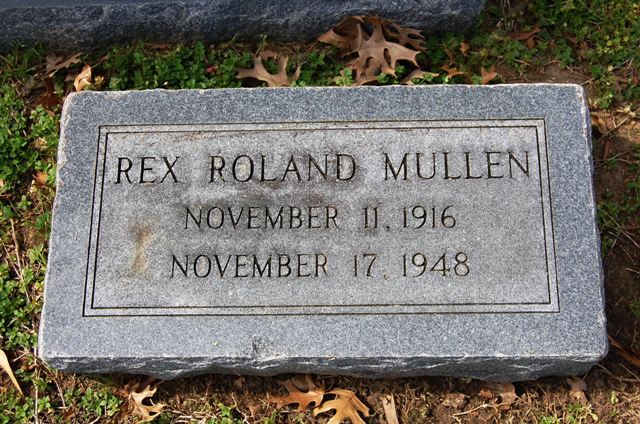 REX ROLAND MULLEN
NOVEMBER 11, 1916
NOVEMBER 17, 1948